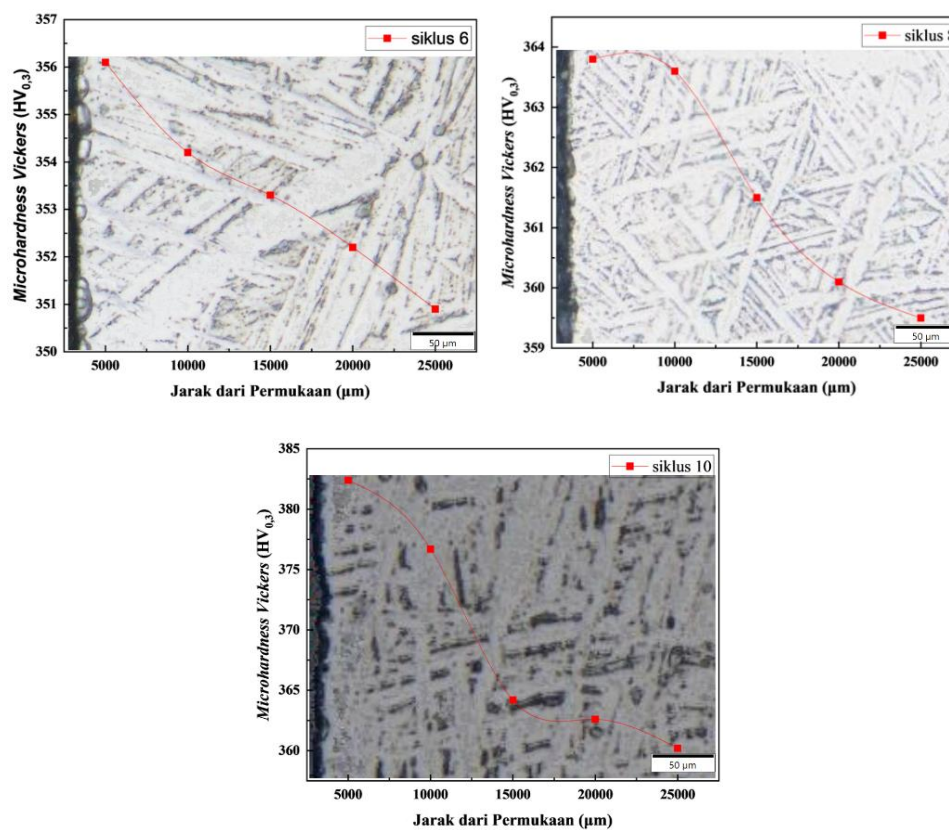 siklus 6
Microhardness Vickers (HV0,3)
357
356
355
354
353
352
351
350
50 µm
5000 10000 15000 20000 25000
Jarak dari Permukaan (µm)
siklus
Microhardness Vickers (HV0,3)
364
363
362
361
360
359
50 µm
5000 10000 15000 20000 25000
Jarak dari Permukaan (µm)
siklus 10
Microhardness Vickers (HV0,3)
385
380
375
370
365
360
50 µm
5000 10000 15000 20000 25000
Jarak dari Permukaan (µm)